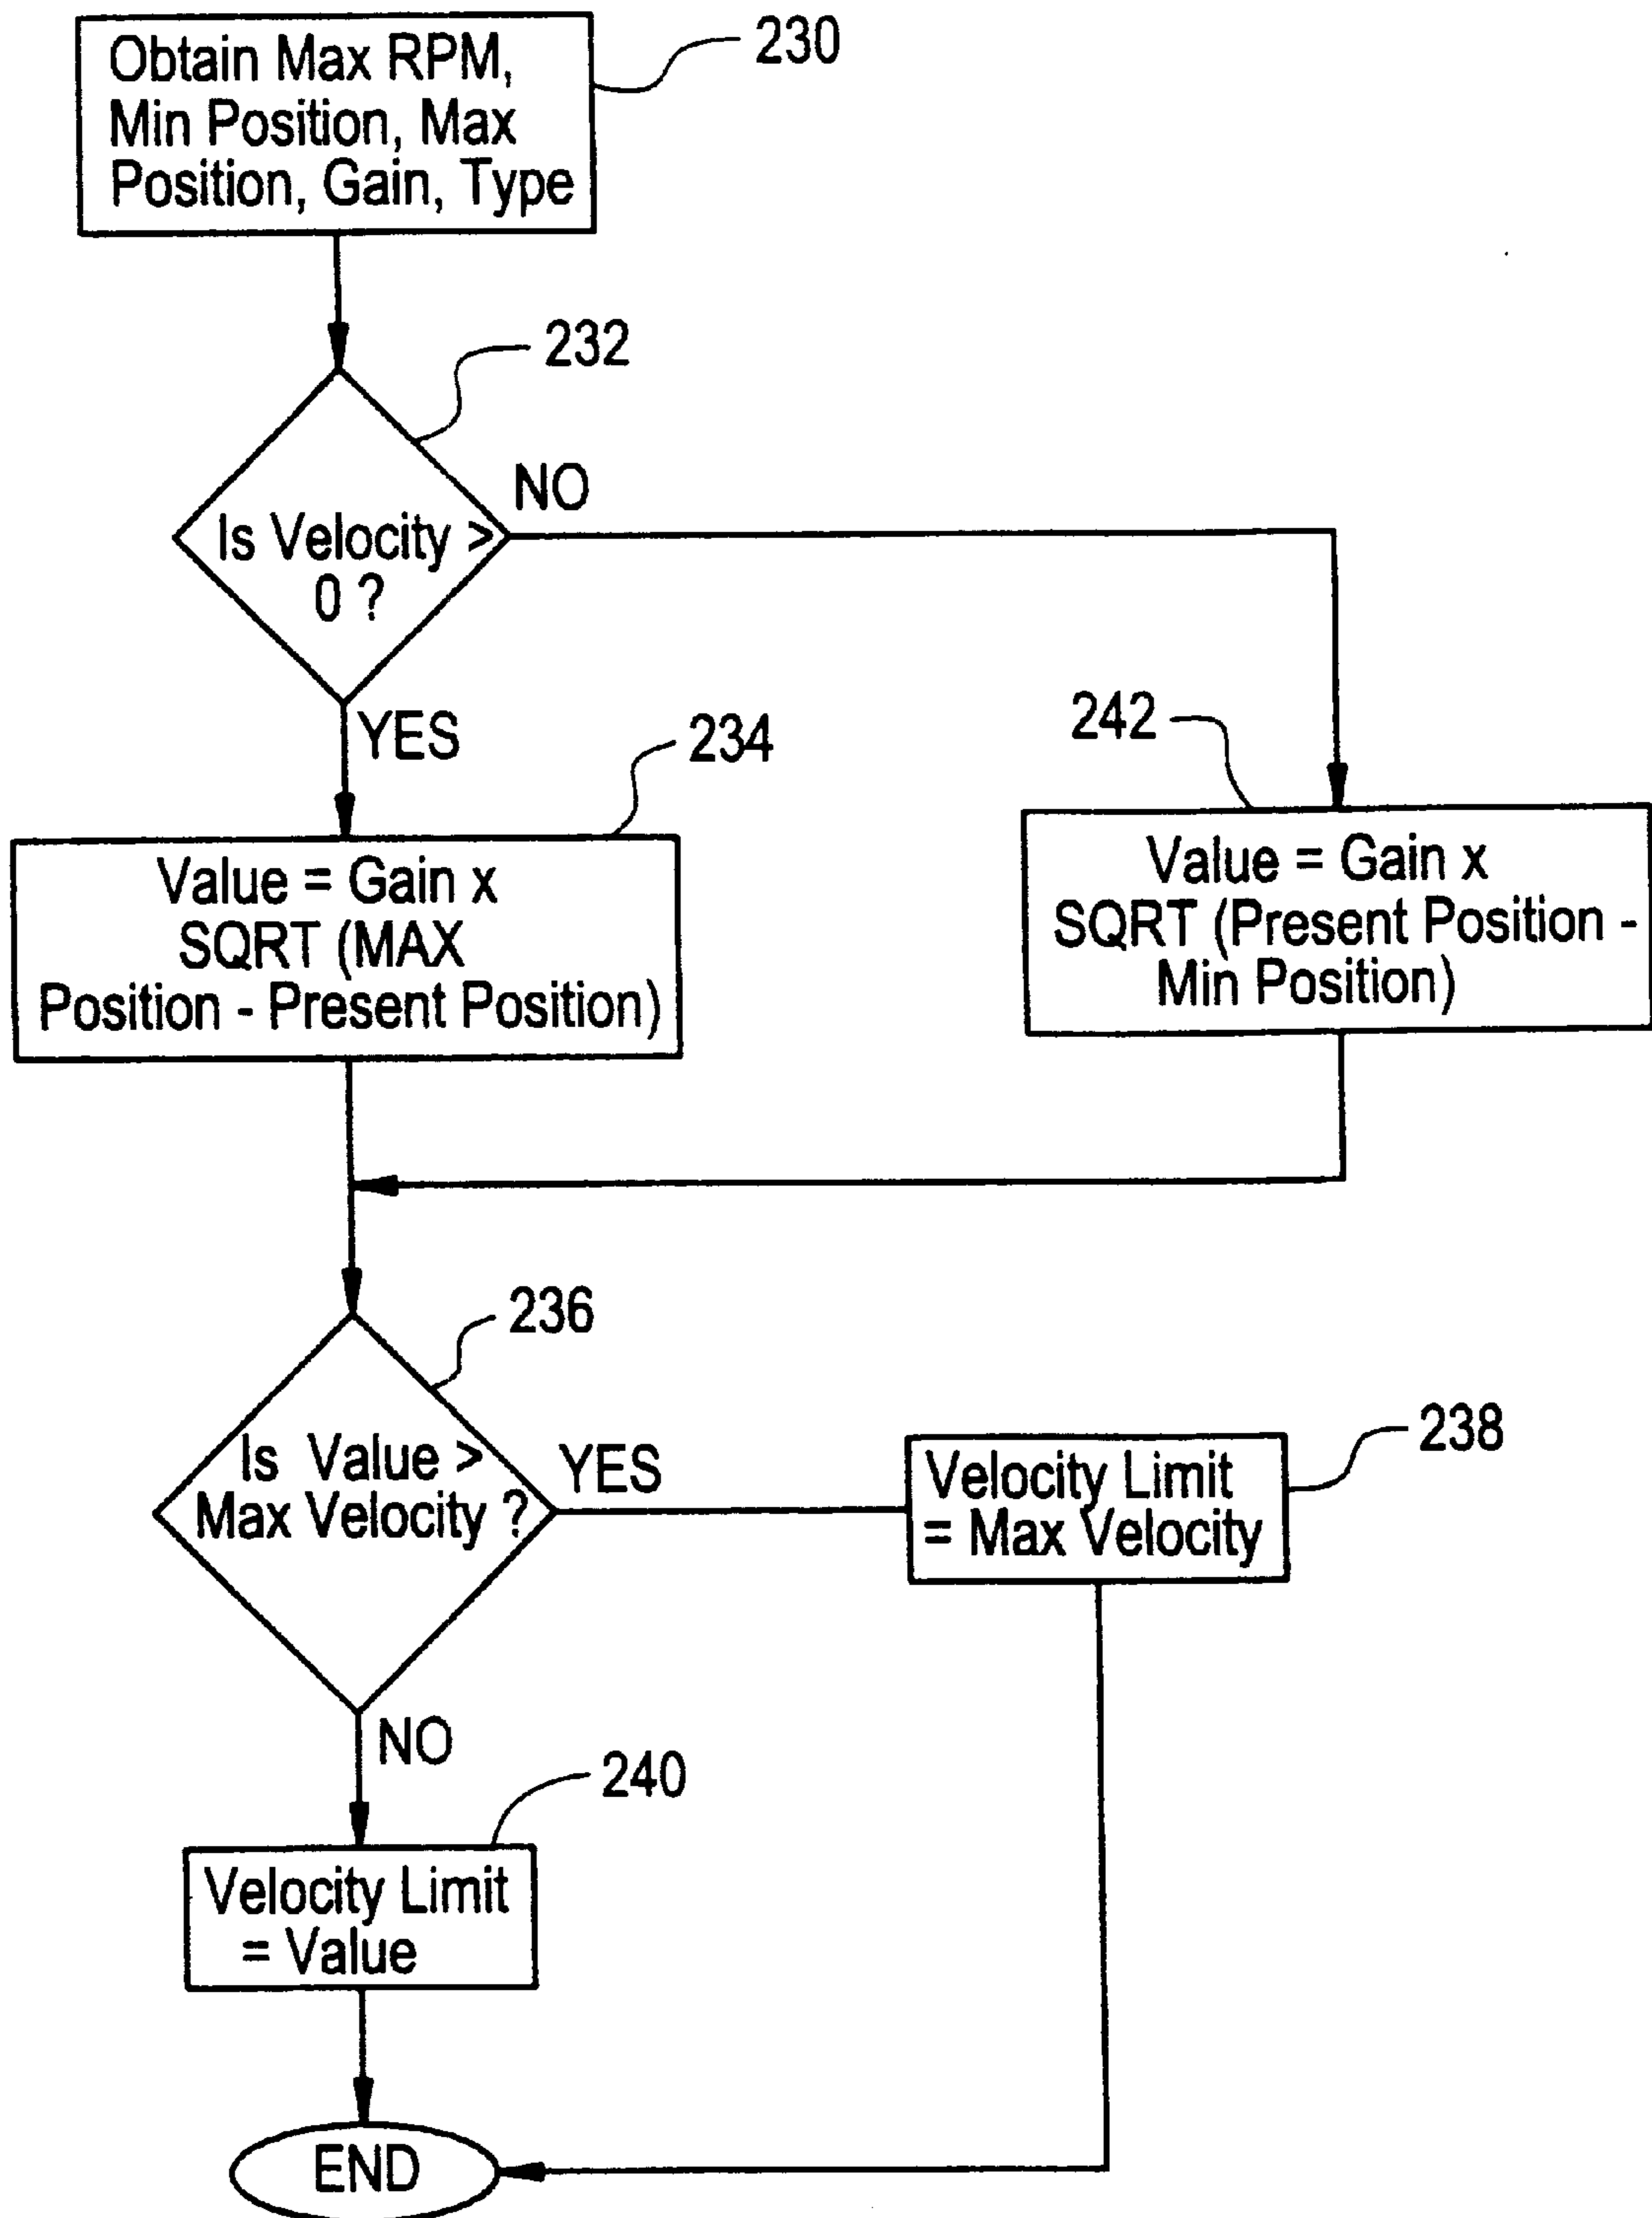 Obtain Max RPM,
Min Position, Max
Position, Gain, Type
230
232
Is Velocity >
0 ?
NO
YES
234
Value = Gain x
SQRT (MAX
Position - Present Position)
242
Value = Gain x
SQRT (Present Position -
Min Position)
236
Is Value >
Max Velocity ?
YES
238
Velocity Limit
= Max Velocity
NO
240
Velocity Limit
= Value
END